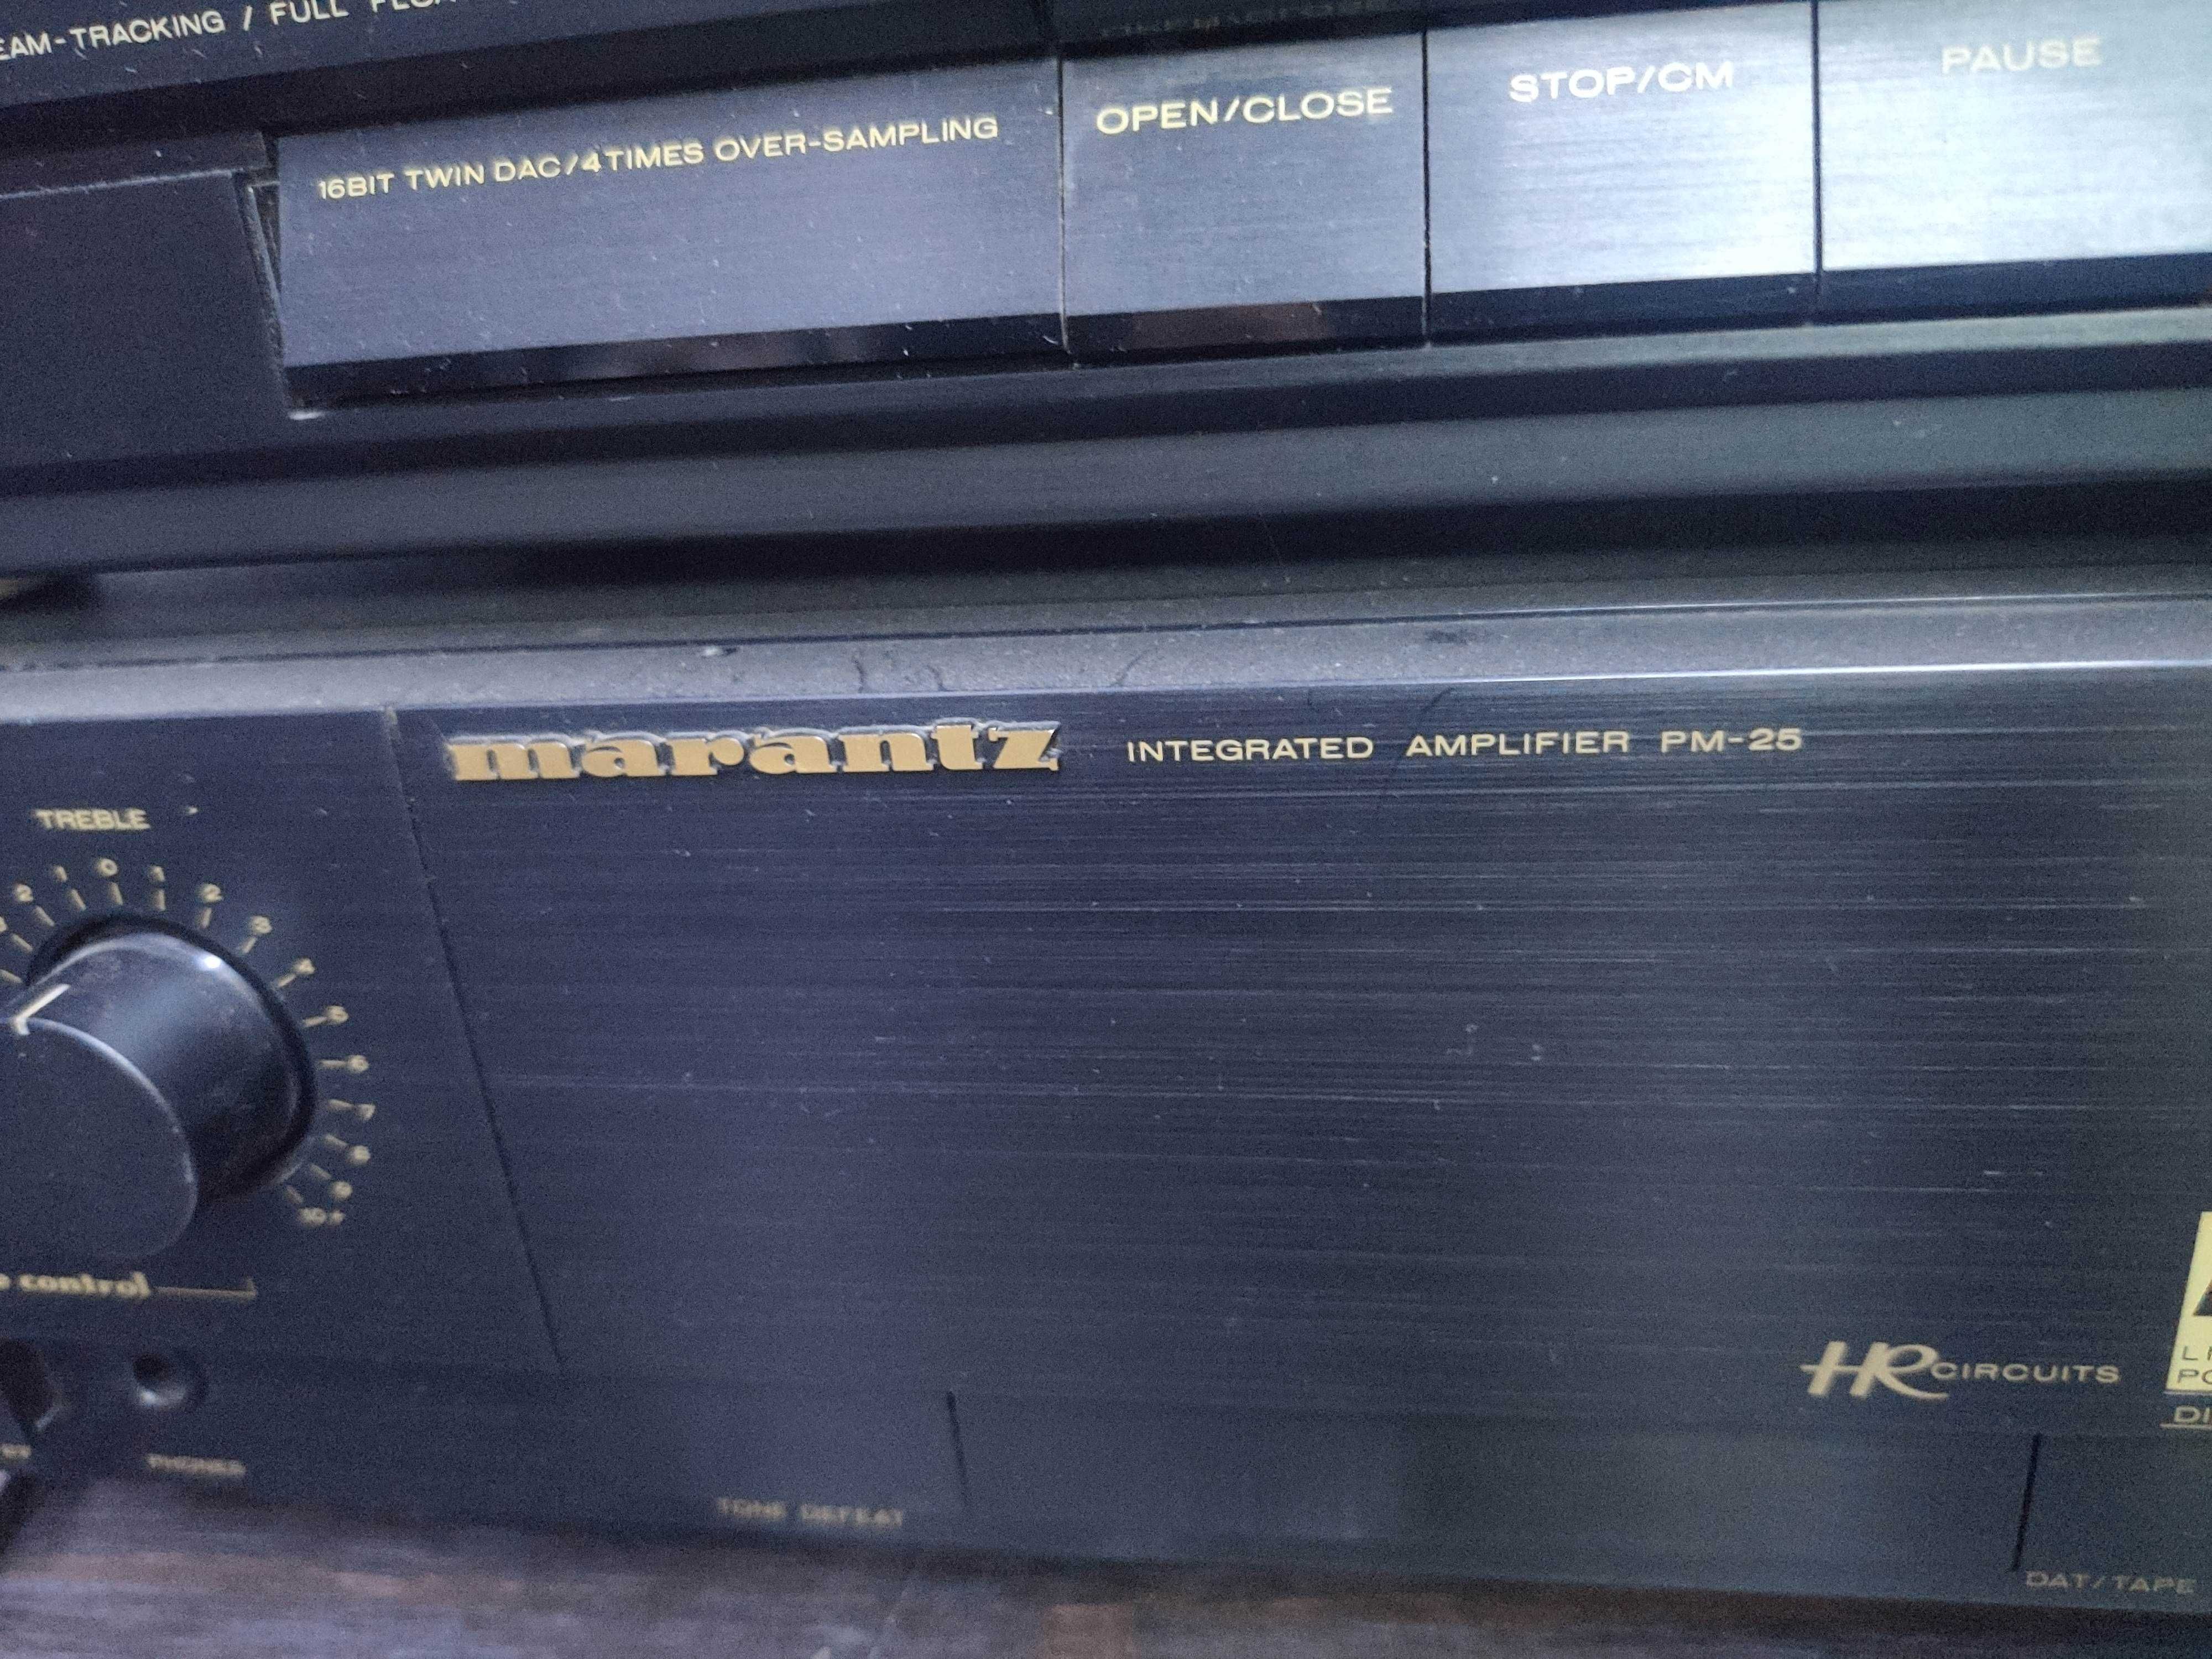 EAM-TRACKING / FULL FLOA
16BIT TWIN DAC/4TIMES OVER-SAMPLING
OPEN/CLOSE
STOP/CM
PAUSE
marantz INTEGRATED AMPLIFIER PM-25
TREBLE
2 1 0 1 2 3 4 5 6 7 8 9 10+
control
HR CIRCUITS
PHONES
TONE DEFEAT
DAT/TAPE